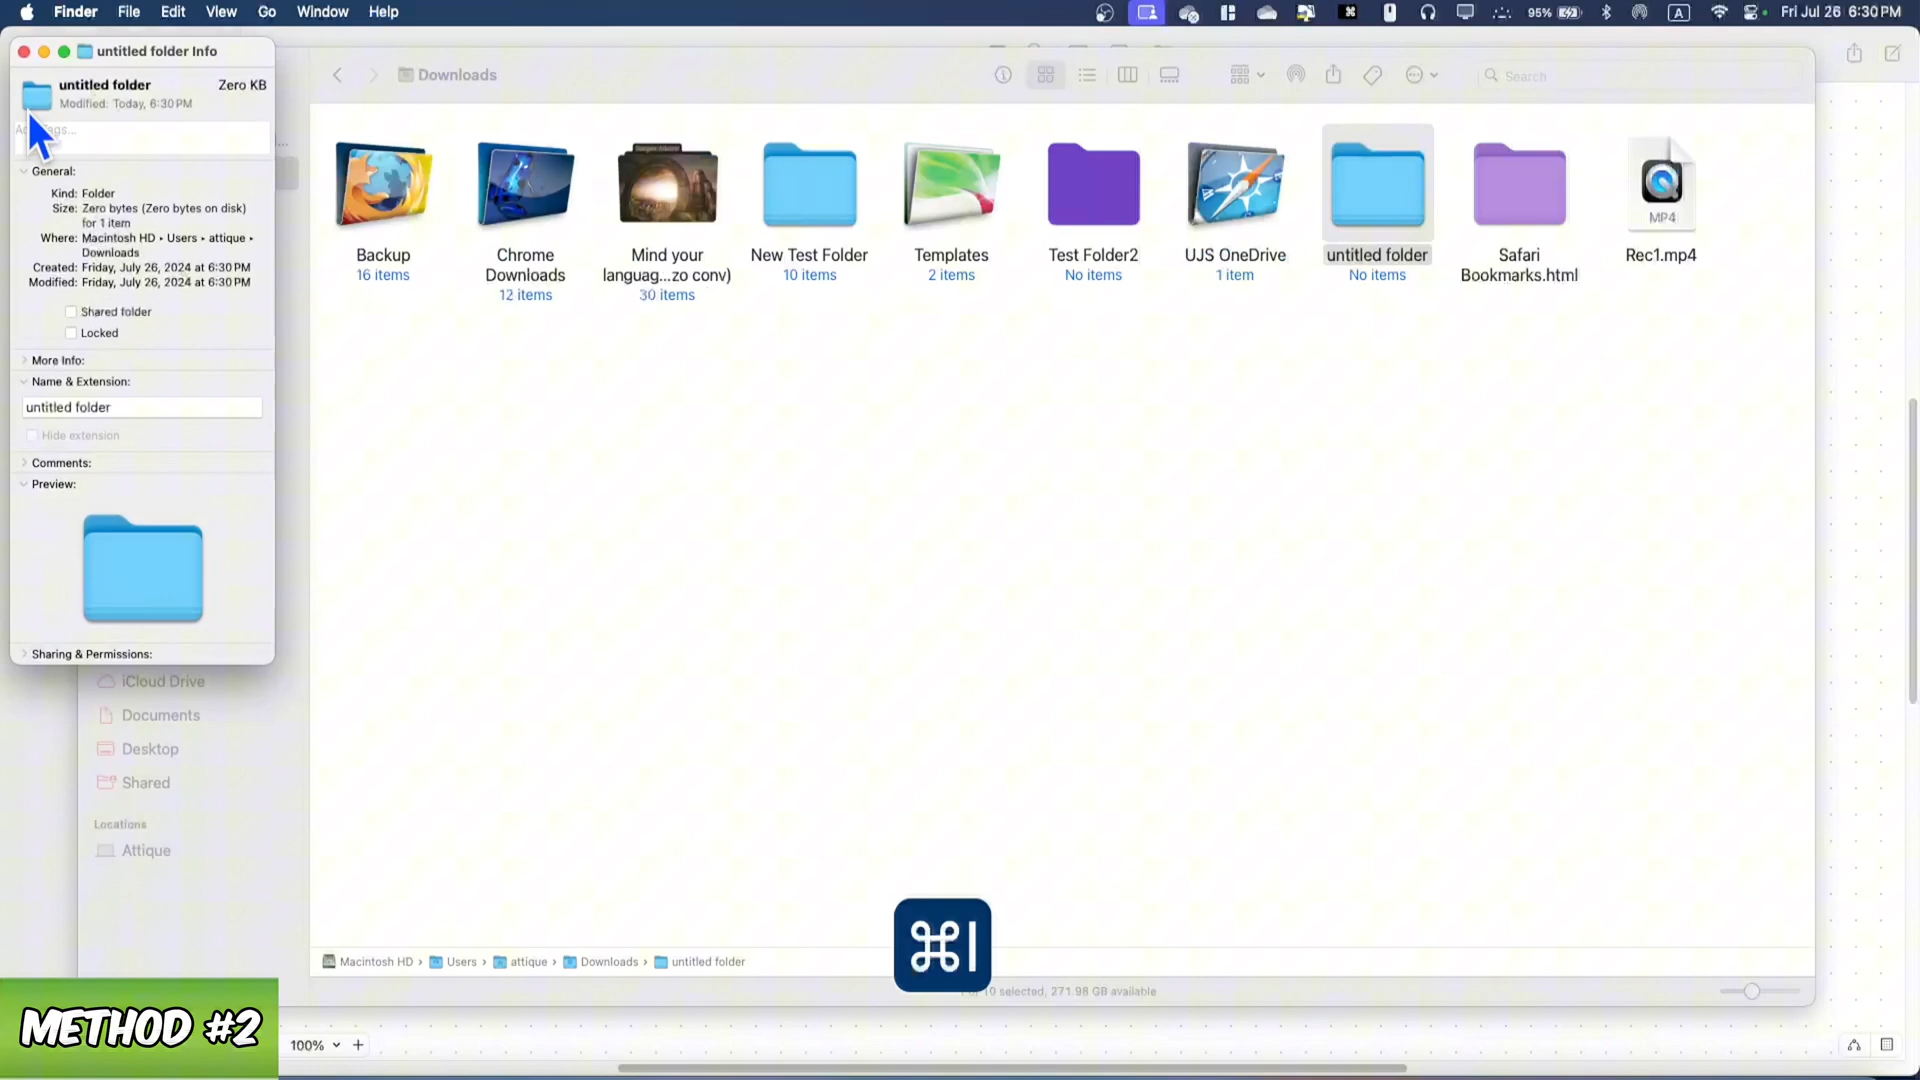 Finder File Edit View Go Window Help
95% A Fri Jul 26 6:30 PM
untitled folder Info
untitled folder Zero KB
Modified: Today, 6:30 PM
General:
Kind: Folder
Size: Zero bytes (Zero bytes on disk)
for 1 item
Where: Macintosh HD ▸ Users ▸ attique ▸
Downloads
Created: Friday, July 26, 2024 at 6:30 PM
Modified: Friday, July 26, 2024 at 6:30 PM
Shared folder
Locked
More Info:
Name & Extension:
untitled folder
Hide extension
Comments:
Preview:
Sharing & Permissions:
iCloud Drive
Documents
Desktop
Shared
Locations
Attique
Downloads
Search
Backup
16 items
Chrome
Downloads
12 items
Mind your
languag...zo conv)
30 items
New Test Folder
10 items
Templates
2 items
Test Folder2
No items
UJS OneDrive
1 item
untitled folder
No items
Safari
Bookmarks.html
MP4
Rec1.mp4
⌘I
Macintosh HD › Users › attique › Downloads › untitled folder
10 selected, 271.98 GB available
METHOD #2
100% +